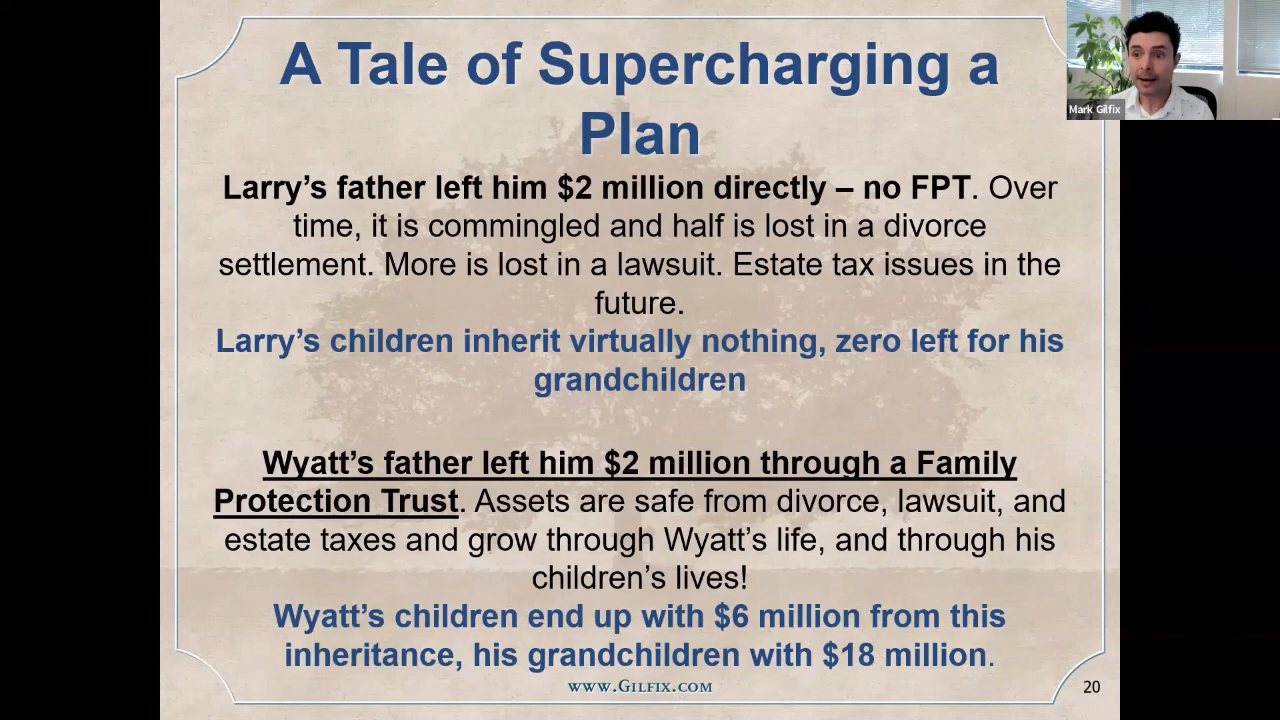 A Tale of Supercharging a
Plan
Larry’s father left him $2 million directly – no FPT. Over
time, it is commingled and half is lost in a divorce
settlement. More is lost in a lawsuit. Estate tax issues in the
future.
Larry’s children inherit virtually nothing, zero left for his
grandchildren
Wyatt’s father left him $2 million through a Family
Protection Trust. Assets are safe from divorce, lawsuit, and
estate taxes and grow through Wyatt’s life, and through his
children’s lives!
Wyatt’s children end up with $6 million from this
inheritance, his grandchildren with $18 million.
www.Gilfix.com
20
Mark Gilfix